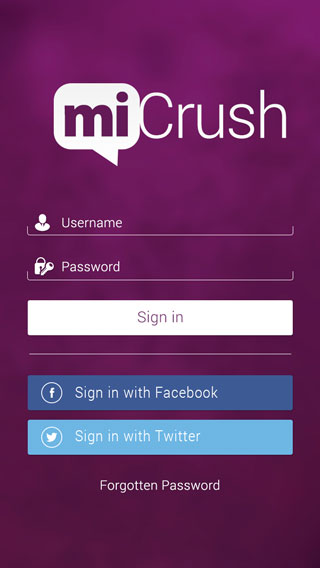 miCrush
Username
Password
Sign in
Sign in with Facebook
Sign in with Twitter
Forgotten Password